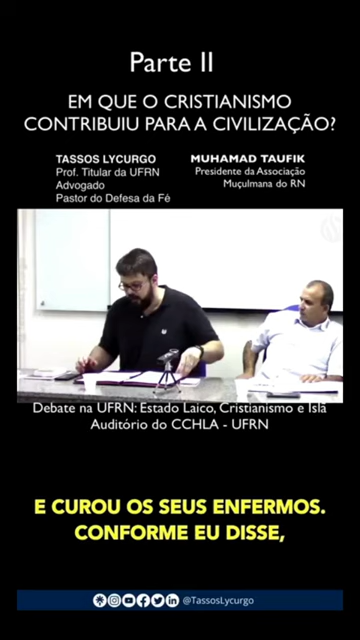 Parte II
EM QUE O CRISTIANISMO
CONTRIBUIU PARA A CIVILIZAÇÃO?
TASSOS LYCURGO
Prof. Titular da UFRN
Advogado
Pastor do Defesa da Fé
MUHAMAD TAUFIK
Presidente da Associação
Muçulmana do RN
Debate na UFRN: Estado Laico, Cristianismo e Islã
Auditório do CCHLA - UFRN
E CUROU OS SEUS ENFERMOS.
CONFORME EU DISSE,
@TassosLycurgo